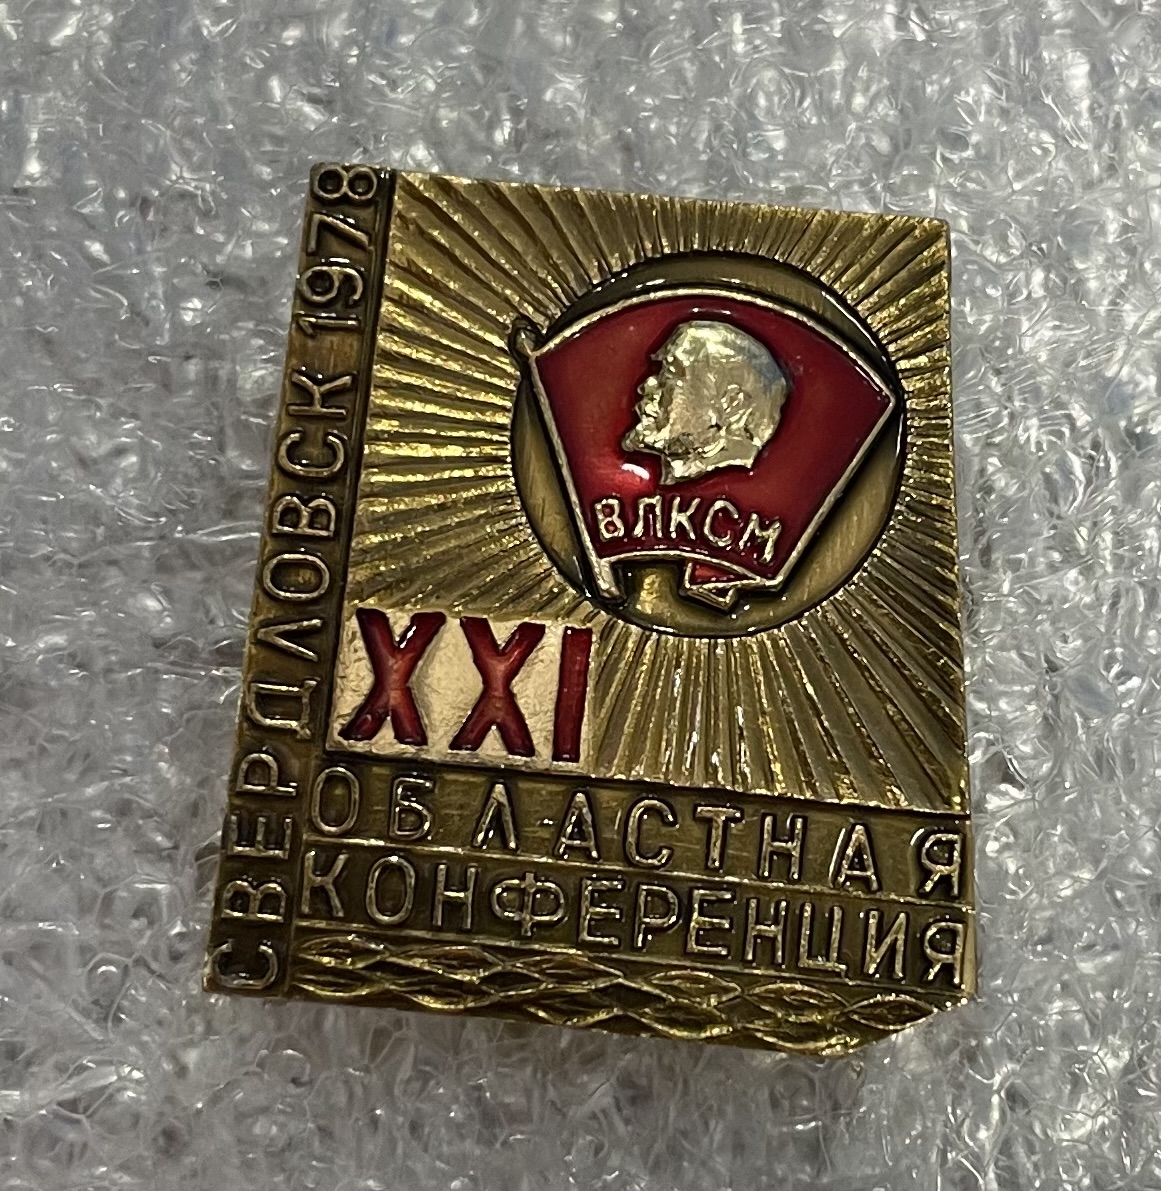 СВЕРДЛОВСК 1978
ВЛКСМ
XXI
ОБЛАСТНАЯ
КОНФЕРЕНЦИЯ